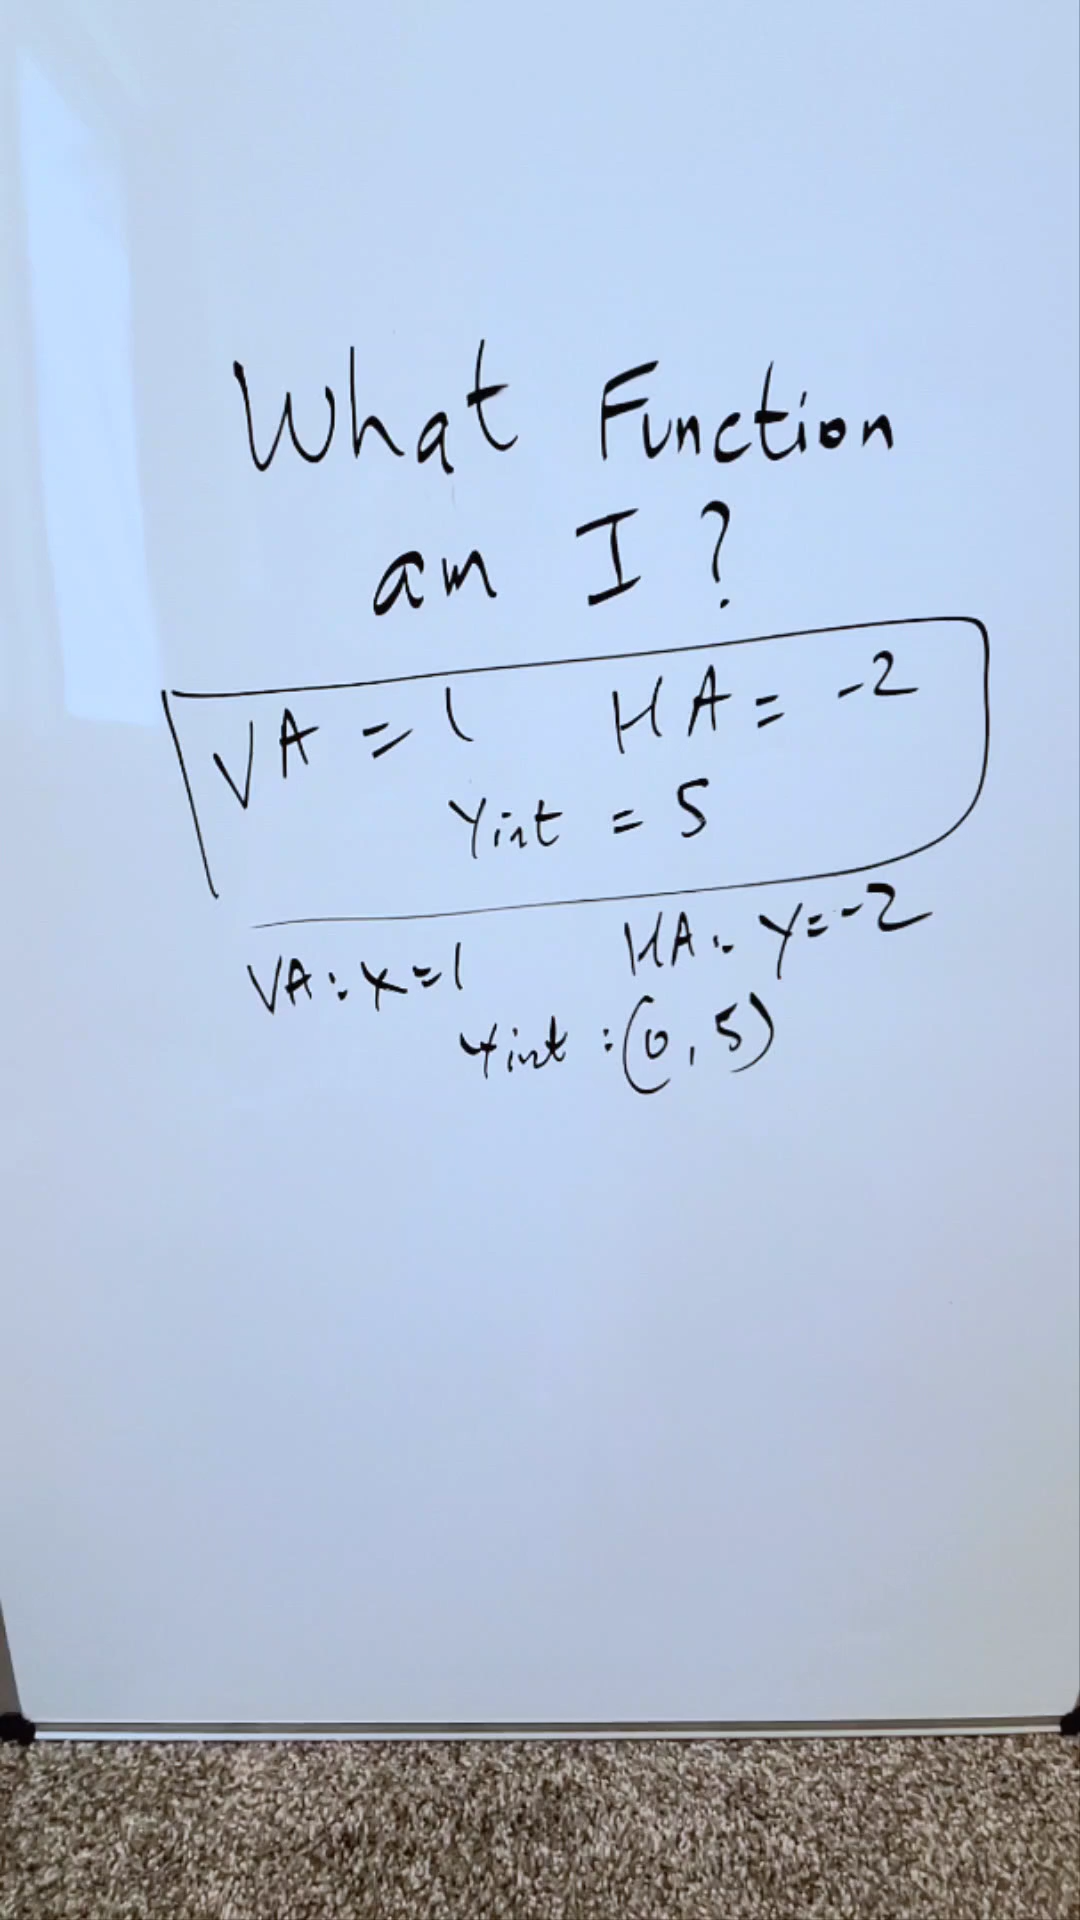 What Function
am I?
VA = 1 HA = -2
Yint = 5
VA: x=1 HA: y=-2
Yint : (0, 5)